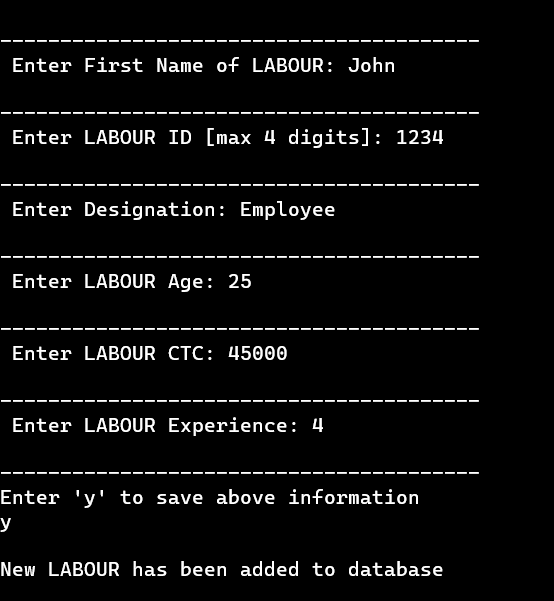 ----------------------------------------
Enter First Name of LABOUR: John
----------------------------------------
Enter LABOUR ID [max 4 digits]: 1234
----------------------------------------
Enter Designation: Employee
----------------------------------------
Enter LABOUR Age: 25
----------------------------------------
Enter LABOUR CTC: 45000
----------------------------------------
Enter LABOUR Experience: 4
----------------------------------------
Enter 'y' to save above information
y
New LABOUR has been added to database